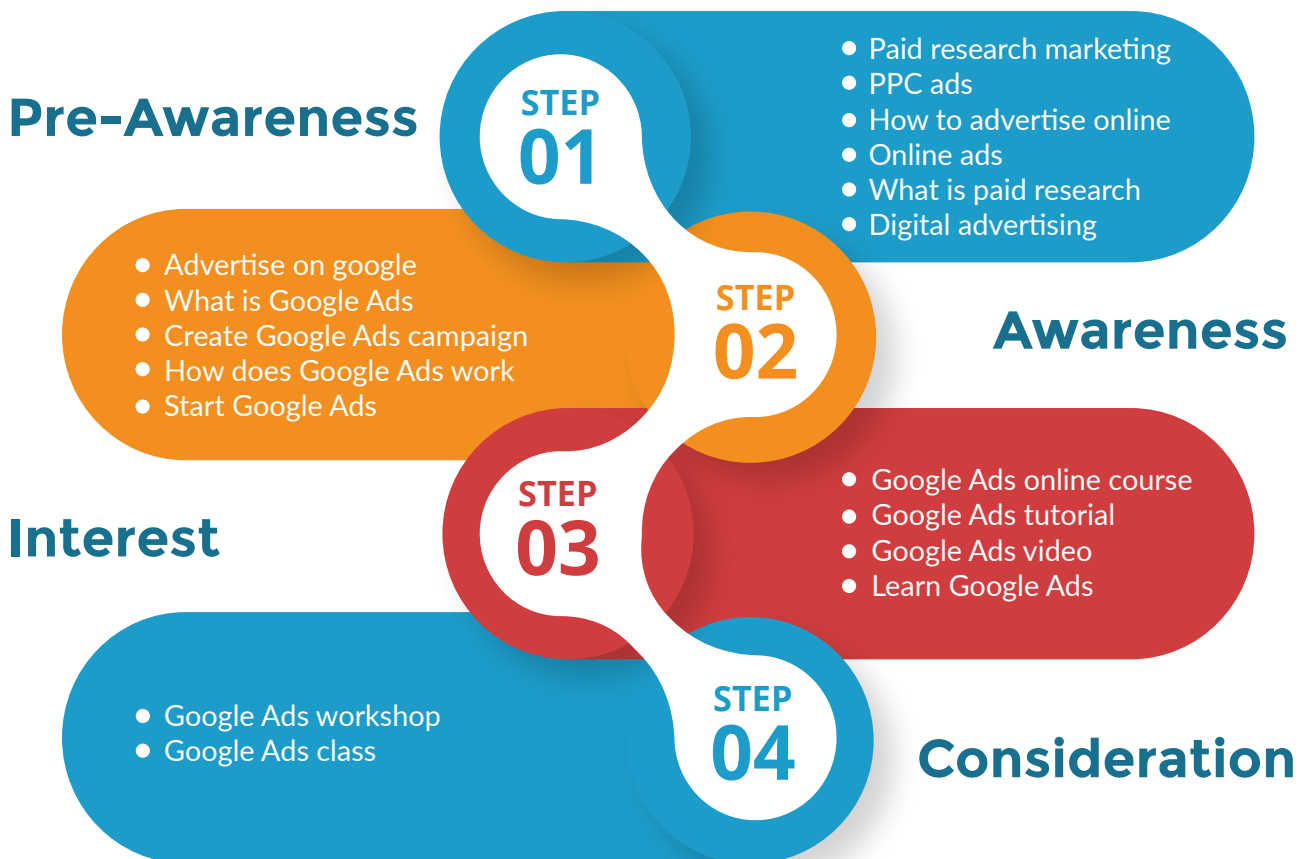 Pre-Awareness
STEP
01
Paid research marketing
PPC ads
How to advertise online
Online ads
What is paid research
Digital advertising
Advertise on google
What is Google Ads
Create Google Ads campaign
How does Google Ads work
Start Google Ads
STEP
02
Awareness
Interest
STEP
03
Google Ads online course
Google Ads tutorial
Google Ads video
Learn Google Ads
Google Ads workshop
Google Ads class
STEP
04
Consideration